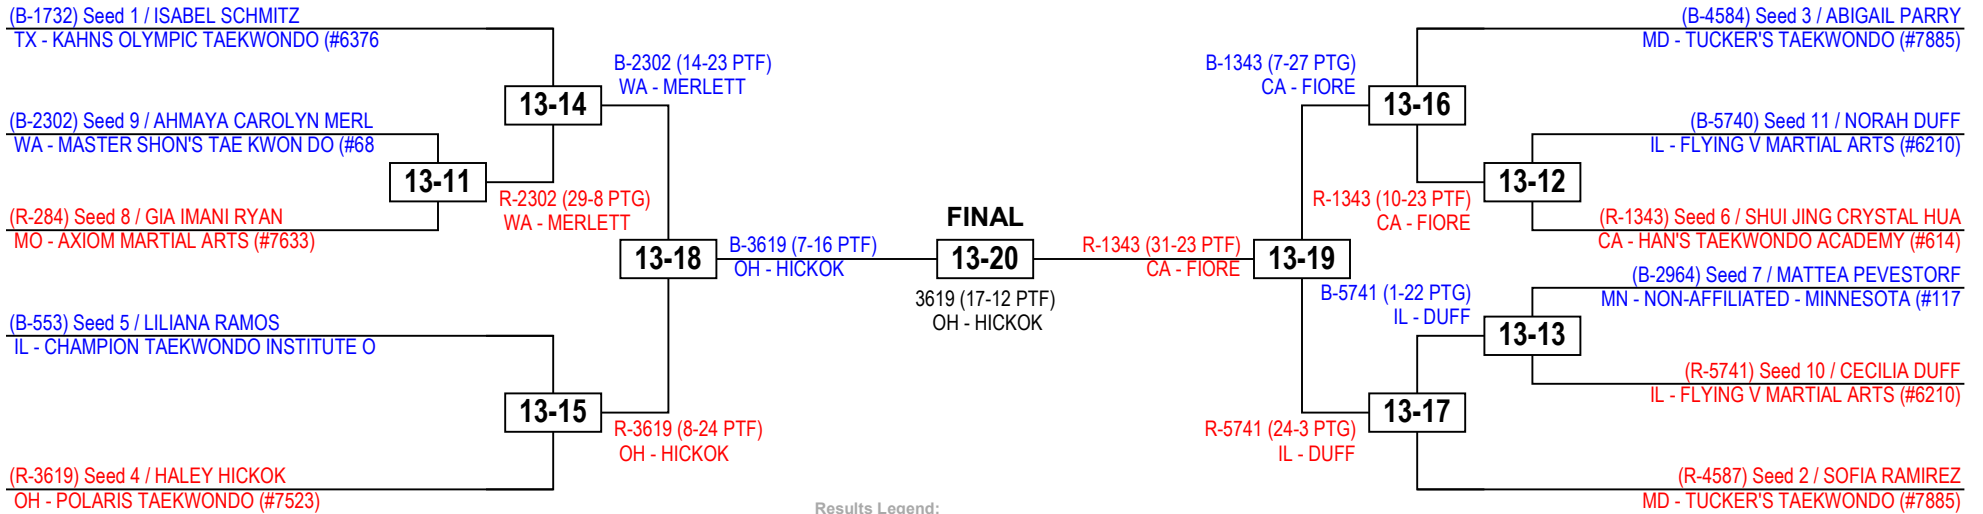 (B-1732) Seed 1 / ISABEL SCHMITZ
TX - KAHNS OLYMPIC TAEKWONDO (#6376
(B-2302) Seed 9 / AHMAYA CAROLYN MERL
WA - MASTER SHON'S TAE KWON DO (#68
(R-284) Seed 8 / GIA IMANI RYAN
MO - AXIOM MARTIAL ARTS (#7633)
(B-553) Seed 5 / LILIANA RAMOS
IL - CHAMPION TAEKWONDO INSTITUTE O
(R-3619) Seed 4 / HALEY HICKOK
OH - POLARIS TAEKWONDO (#7523)
13-11
13-14
R-2302 (29-8 PTG)
WA - MERLETT
13-15
B-2302 (14-23 PTF)
WA - MERLETT
13-18
R-3619 (8-24 PTF)
OH - HICKOK
B-3619 (7-16 PTF)
OH - HICKOK
FINAL
13-20
3619 (17-12 PTF)
OH - HICKOK
R-1343 (31-23 PTF)
CA - FIORE
13-19
B-1343 (7-27 PTG)
CA - FIORE
R-5741 (24-3 PTG)
IL - DUFF
13-16
R-1343 (10-23 PTF)
CA - FIORE
B-5741 (1-22 PTG)
IL - DUFF
13-17
13-12
13-13
(B-4584) Seed 3 / ABIGAIL PARRY
MD - TUCKER'S TAEKWONDO (#7885)
(B-5740) Seed 11 / NORAH DUFF
IL - FLYING V MARTIAL ARTS (#6210)
(R-1343) Seed 6 / SHUI JING CRYSTAL HUA
CA - HAN'S TAEKWONDO ACADEMY (#614)
(B-2964) Seed 7 / MATTEA PEVESTORF
MN - NON-AFFILIATED - MINNESOTA (#117
(R-5741) Seed 10 / CECILIA DUFF
IL - FLYING V MARTIAL ARTS (#6210)
(R-4587) Seed 2 / SOFIA RAMIREZ
MD - TUCKER'S TAEKWONDO (#7885)
Results Legend: